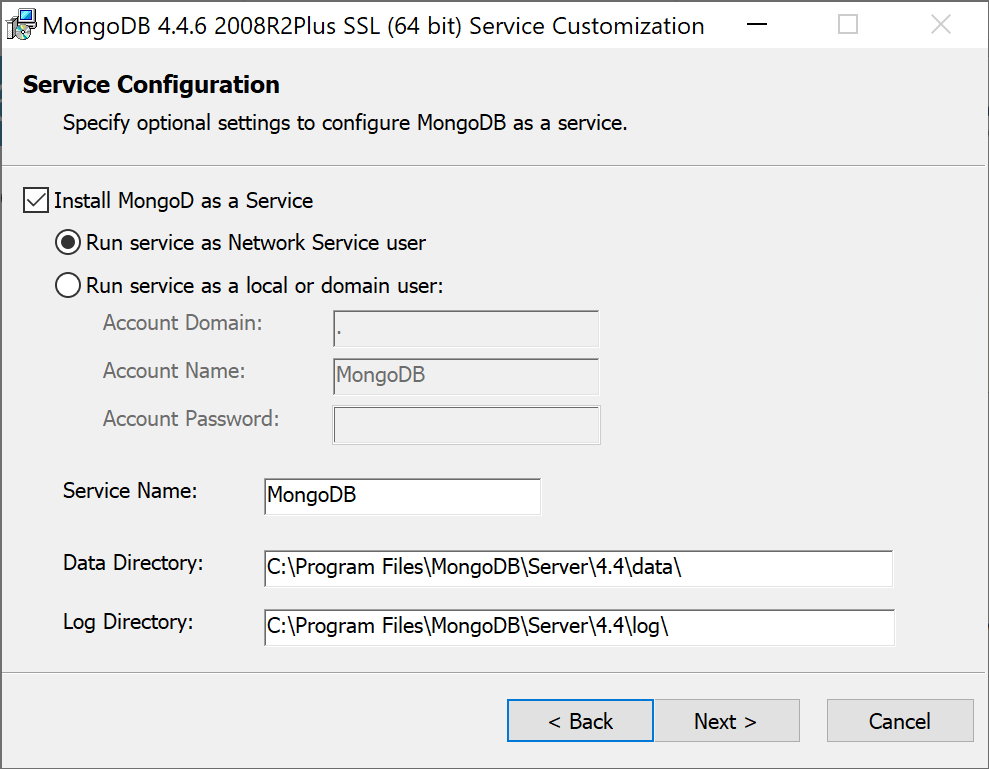 MongoDB 4.4.6 2008R2Plus SSL (64 bit) Service Customization
Service Configuration
Specify optional settings to configure MongoDB as a service.
Install MongoD as a Service
Run service as Network Service user
Run service as a local or domain user:
Account Domain: .
Account Name: MongoDB
Account Password:
Service Name: MongoDB
Data Directory: C:\Program Files\MongoDB\Server\4.4\data\
Log Directory: C:\Program Files\MongoDB\Server\4.4\log\
< Back Next > Cancel